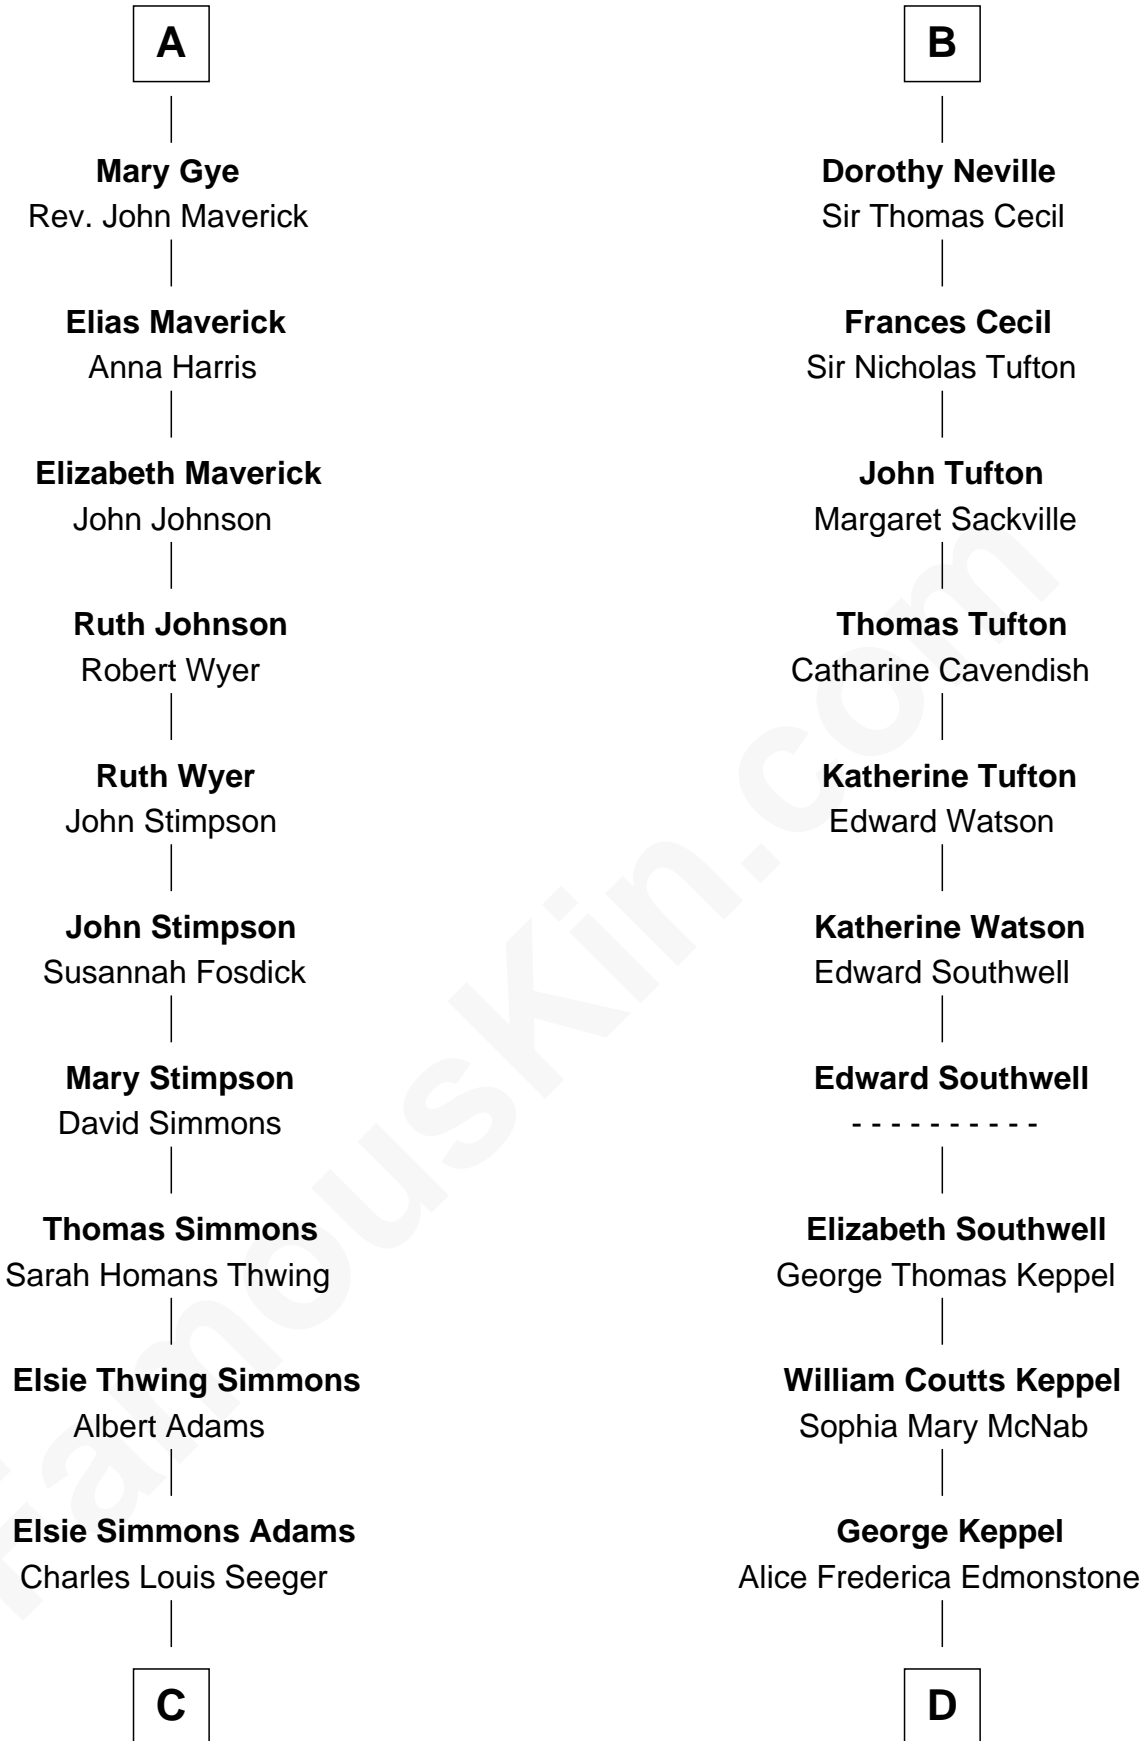 A
Mary Gye
Rev. John Maverick
Elias Maverick
Anna Harris
Elizabeth Maverick
John Johnson
Ruth Johnson
Robert Wyer
Ruth Wyer
John Stimpson
John Stimpson
Susannah Fosdick
Mary Stimpson
David Simmons
Thomas Simmons
Sarah Homans Thwing
Elsie Thwing Simmons
Albert Adams
Elsie Simmons Adams
Charles Louis Seeger
C
B
Dorothy Neville
Sir Thomas Cecil
Frances Cecil
Sir Nicholas Tufton
John Tufton
Margaret Sackville
Thomas Tufton
Catharine Cavendish
Katherine Tufton
Edward Watson
Katherine Watson
Edward Southwell
Edward Southwell
- - - - - - - - - -
Elizabeth Southwell
George Thomas Keppel
William Coutts Keppel
Sophia Mary McNab
George Keppel
Alice Frederica Edmonstone
D
FamousKin.com